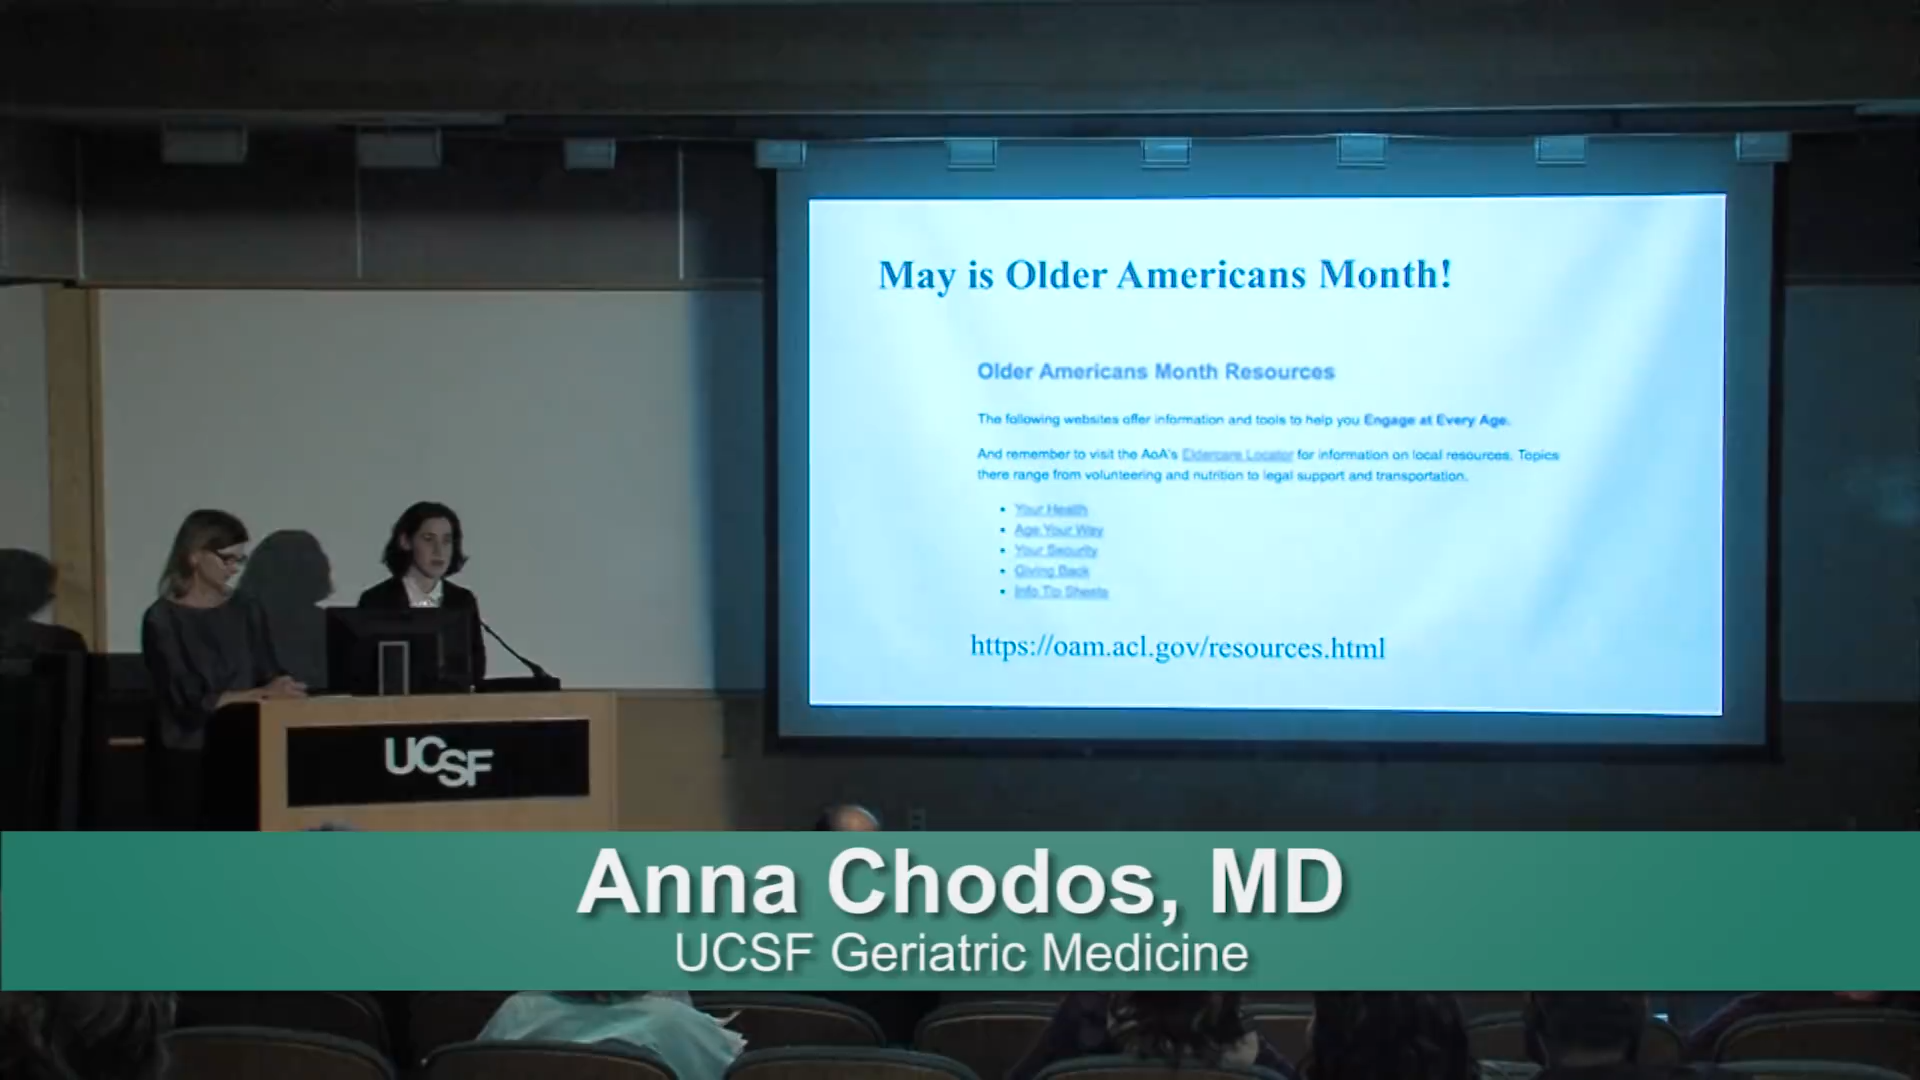 May is Older Americans Month!
Older Americans Month Resources
The following websites offer information and tools to help you Engage at Every Age.
And remember to visit the AoA's Eldercare Locator for information on local resources. Topics
there range from volunteering and nutrition to legal support and transportation.
• Your Health
• Age Your Way
• Your Security
• Giving Back
• Info Tip Sheets
https://oam.acl.gov/resources.html
UCSF
Anna Chodos, MD
UCSF Geriatric Medicine